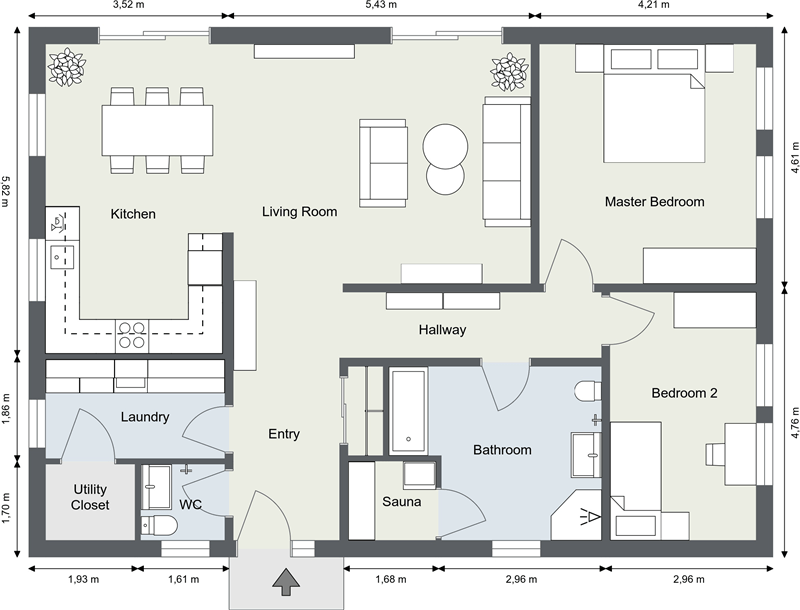 3,52 m
5,43 m
4,21 m
5,82 m
4,61 m
Kitchen
Living Room
Master Bedroom
Hallway
1,86 m
Laundry
Entry
Bathroom
Bedroom 2
4,76 m
1,70 m
Utility
Closet
WC
Sauna
1,93 m
1,61 m
1,68 m
2,96 m
2,96 m